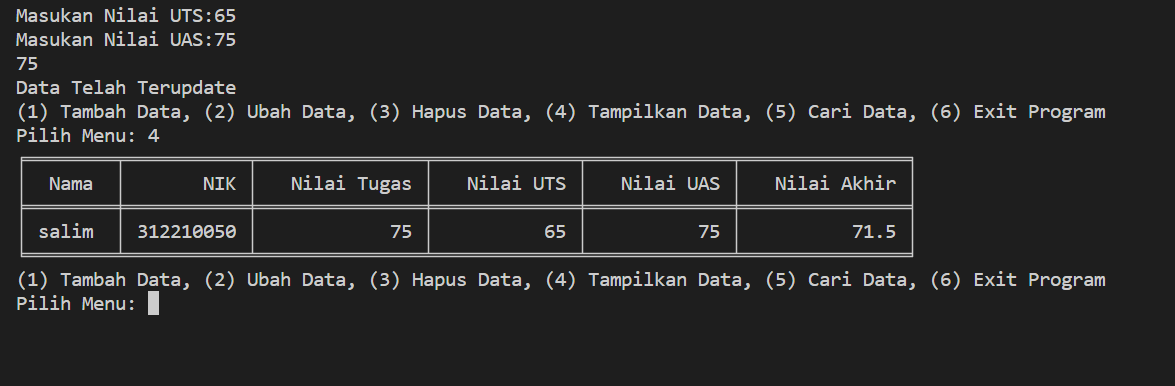 Masukan Nilai UTS:65
Masukan Nilai UAS:75
75
Data Telah Terupdate
(1) Tambah Data, (2) Ubah Data, (3) Hapus Data, (4) Tampilkan Data, (5) Cari Data, (6) Exit Program
Pilih Menu: 4
Nama NIK Nilai Tugas Nilai UTS Nilai UAS Nilai Akhir
salim 312210050 75 65 75 71.5
(1) Tambah Data, (2) Ubah Data, (3) Hapus Data, (4) Tampilkan Data, (5) Cari Data, (6) Exit Program
Pilih Menu: